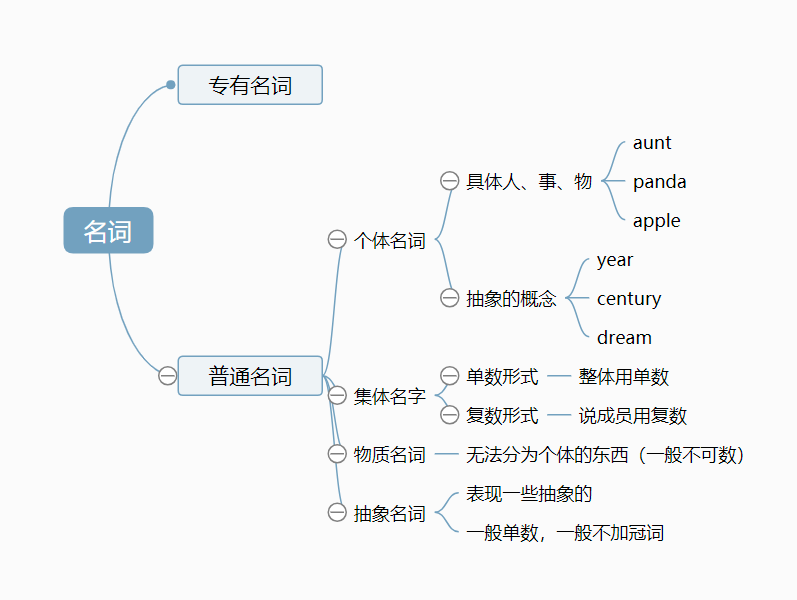 名词
专有名词
普通名词
个体名词
具体人、事、物
aunt
panda
apple
抽象的概念
year
century
dream
集体名字
单数形式
整体用单数
复数形式
说成员用复数
物质名词
无法分为个体的东西（一般不可数）
抽象名词
表现一些抽象的
一般单数，一般不加冠词